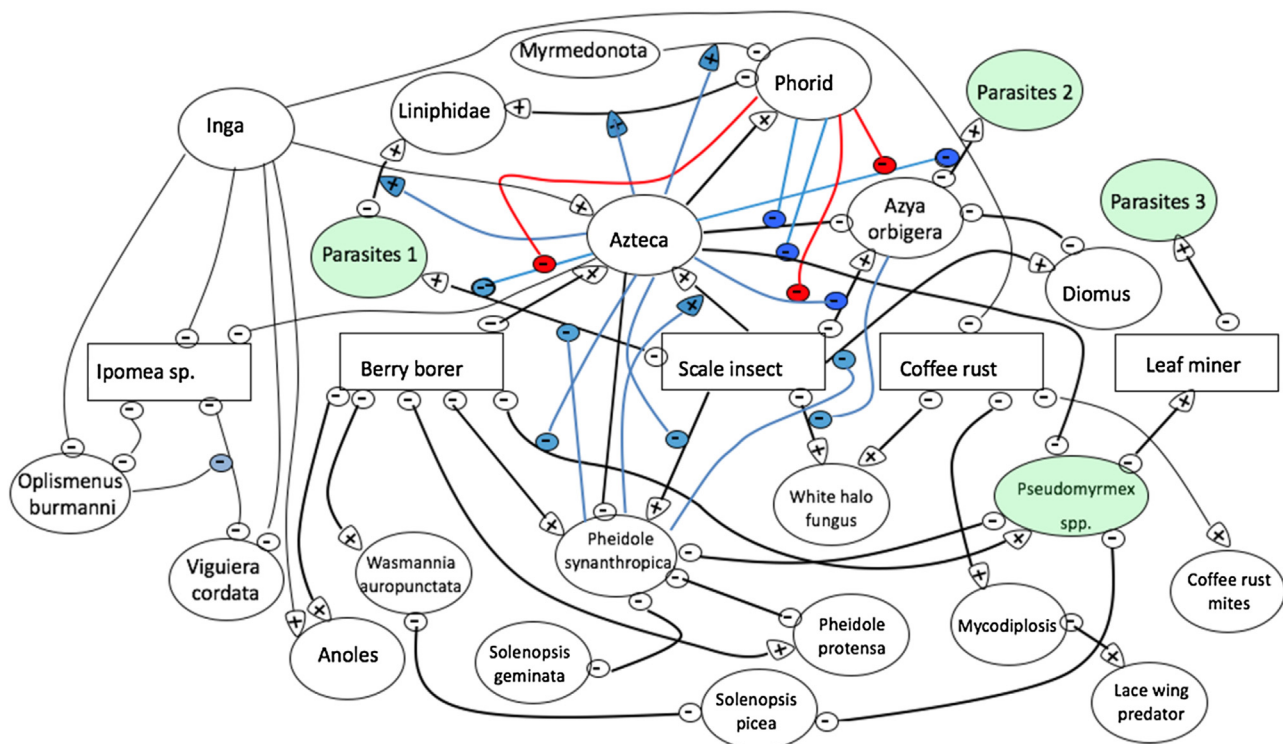 Myrmedonota
Phorid
Parasites 2
Liniphidae
Inga
Parasites 3
Azya
orbigera
Azteca
Parasites 1
Diomus
Ipomea sp.
Berry borer
Scale insect
Coffee rust
Leaf miner
Oplismenus
burmanni
White halo
fungus
Pseudomyrmex
spp.
Viguiera
cordata
Wasmannia
auropunctata
Pheidole
synanthropica
Coffee rust
mites
Anoles
Solenopsis
geminata
Pheidole
protensa
Mycodiplosis
Solenopsis
picea
Lace wing
predator